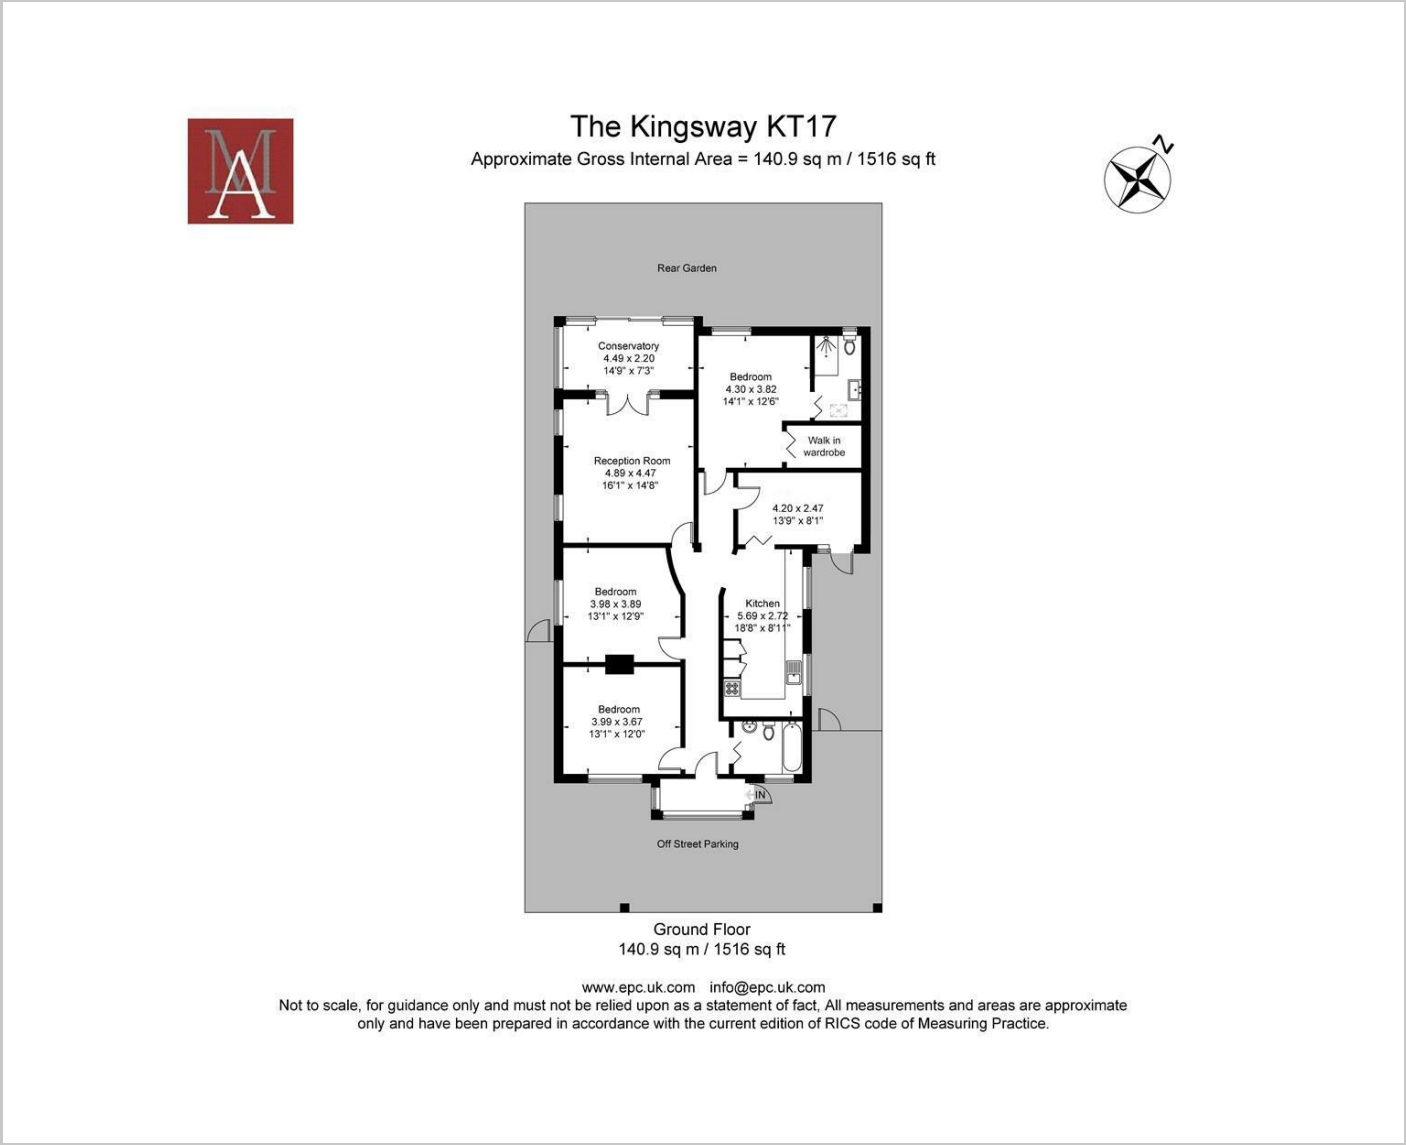 MA
The Kingsway KT17
Approximate Gross Internal Area = 140.9 sq m / 1516 sq ft
N
Rear Garden
Conservatory
4.49 x 2.20
14'9" x 7'3"
Bedroom
4.30 x 3.82
14'1" x 12'6"
Walk in
wardrobe
Reception Room
4.89 x 4.47
16'1" x 14'8"
4.20 x 2.47
13'9" x 8'1"
Bedroom
3.98 x 3.89
13'1" x 12'9"
Kitchen
5.69 x 2.72
18'8" x 8'11"
Bedroom
3.99 x 3.67
13'1" x 12'0"
IN
Off Street Parking
Ground Floor
140.9 sq m / 1516 sq ft
www.epc.uk.com info@epc.uk.com
Not to scale, for guidance only and must not be relied upon as a statement of fact, All measurements and areas are approximate
only and have been prepared in accordance with the current edition of RICS code of Measuring Practice.